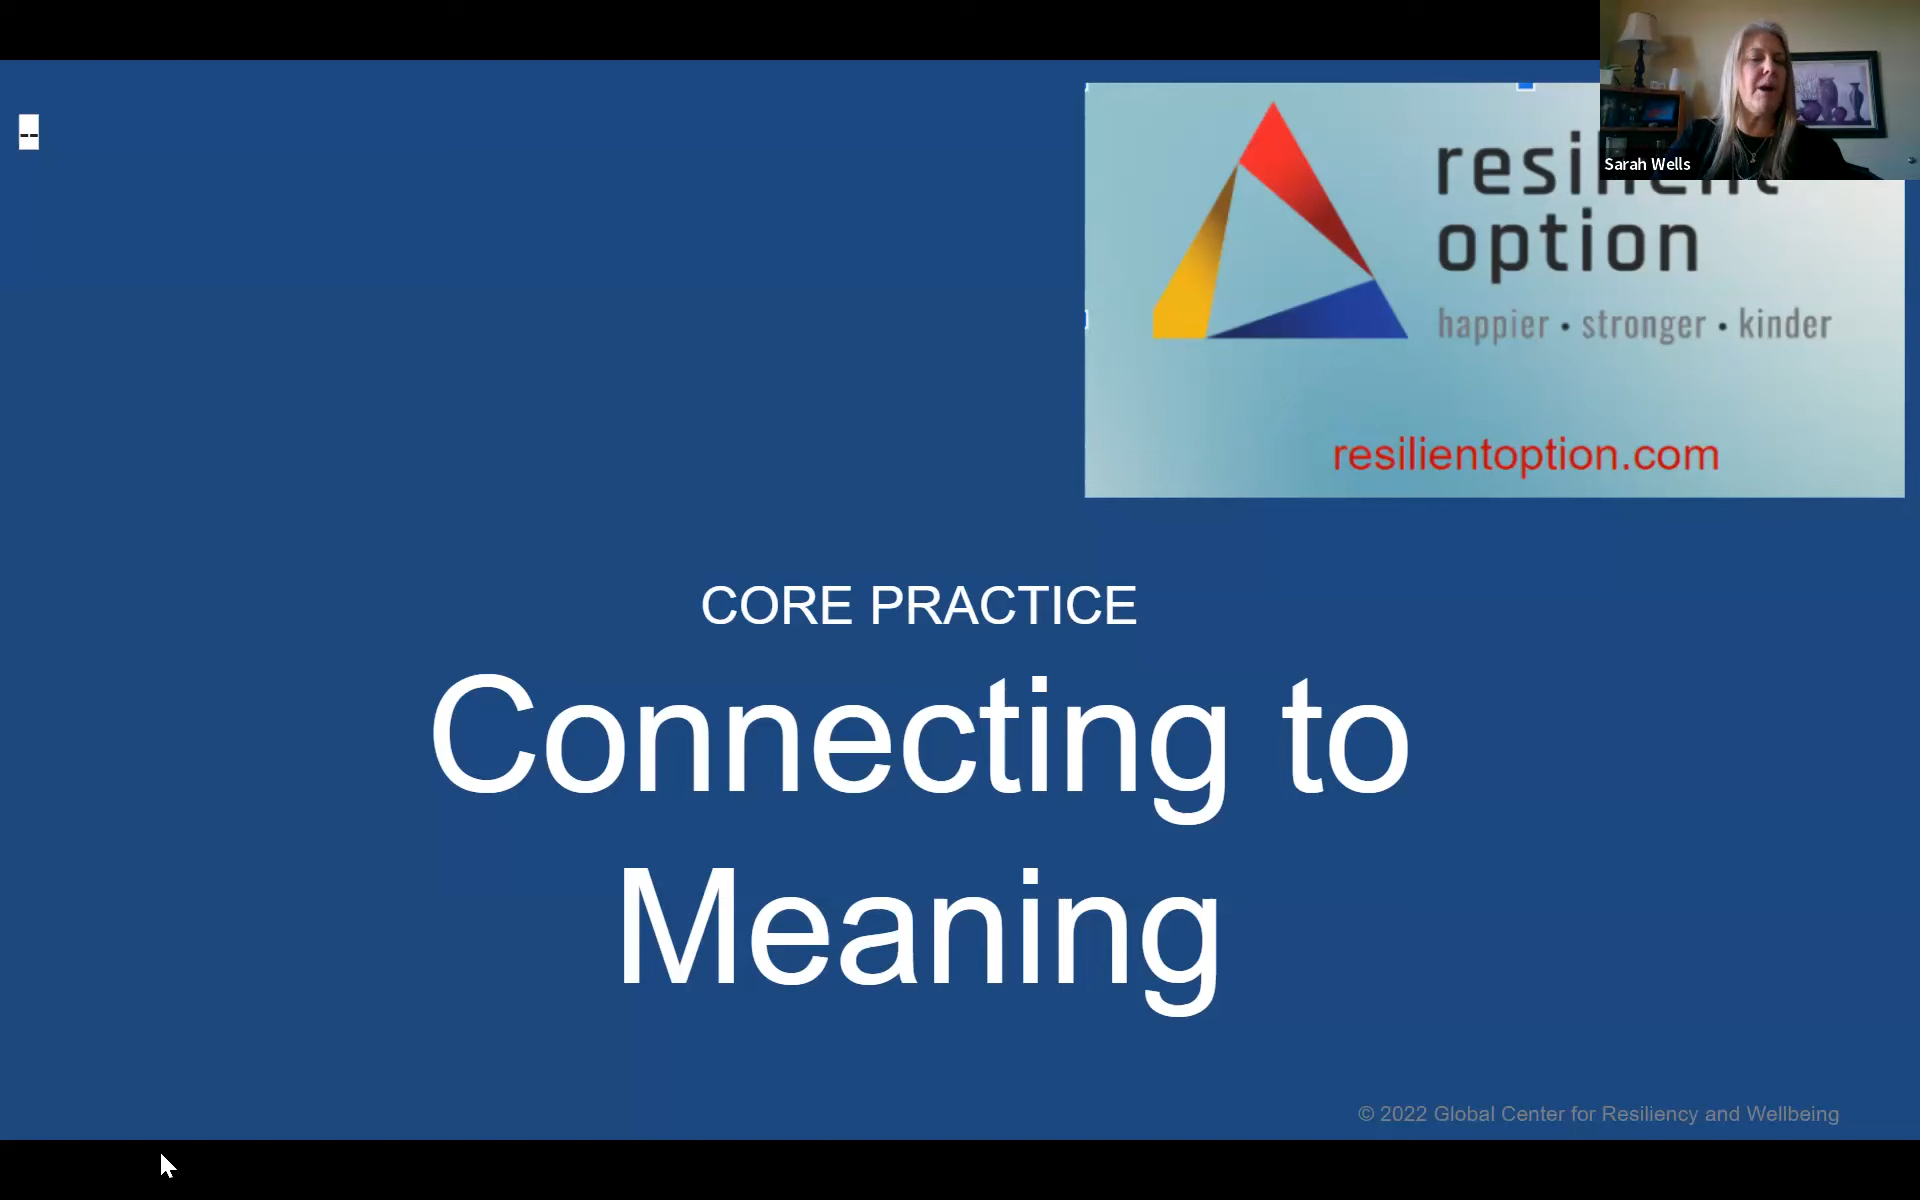 --
Sarah Wells
resilient
option
happier • stronger • kinder
resilientoption.com
CORE PRACTICE
Connecting to
Meaning
© 2022 Global Center for Resiliency and Wellbeing